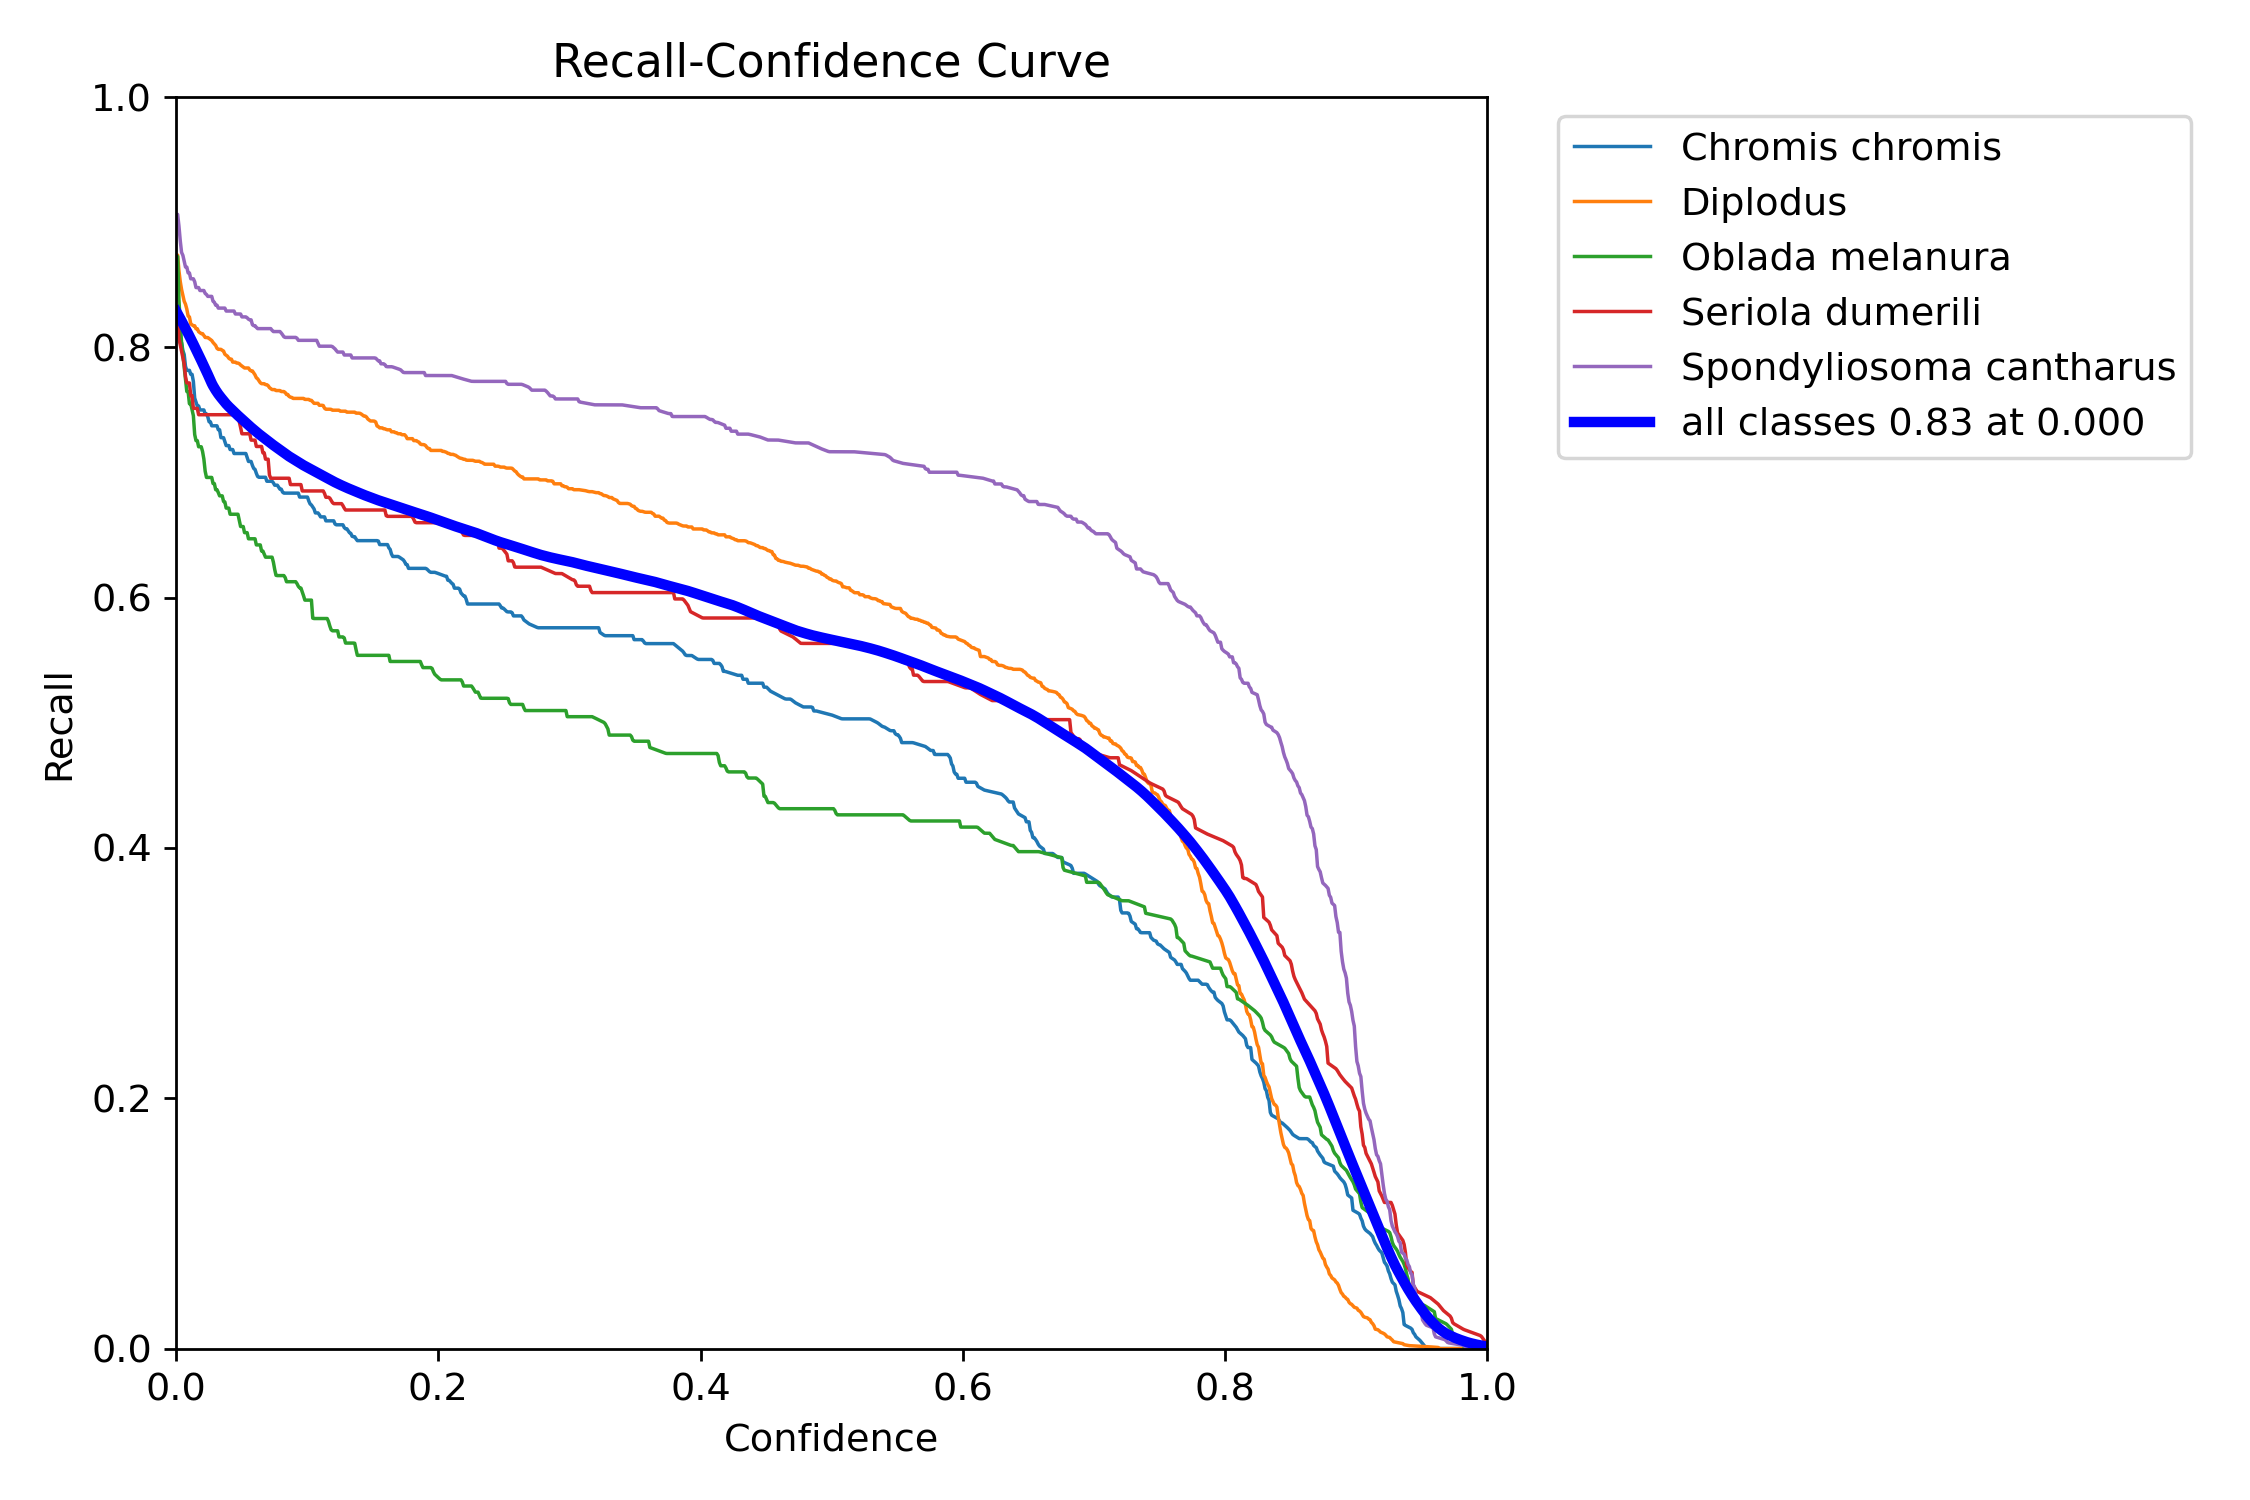 Recall-Confidence Curve
1.0
0.8
0.6
0.4
0.2
0.0
Recall
0.0 0.2 0.4 0.6 0.8 1.0
Confidence
Chromis chromis
Diplodus
Oblada melanura
Seriola dumerili
Spondyliosoma cantharus
all classes 0.83 at 0.000